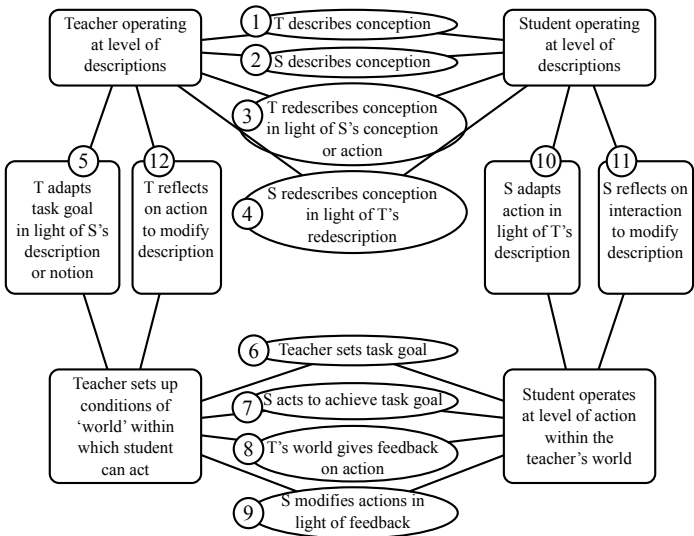 Teacher operating
at level of
descriptions
1
T describes conception
2
S describes conception
3
T redescribes conception
in light of S's conception
or action
4
S redescribes conception
in light of T's
redescription
Student operating
at level of
descriptions
5
T adapts
task goal
in light of S's
description
or notion
12
T reflects
on action
to modify
description
10
S adapts
action in
light of T's
description
11
S reflects on
interaction
to modify
description
Teacher sets up
conditions of
‘world’ within
which student
can act
6
Teacher sets task goal
7
S acts to achieve task goal
8
T's world gives feedback
on action
9
S modifies actions in
light of feedback
Student operates
at level of action
within the
teacher's world